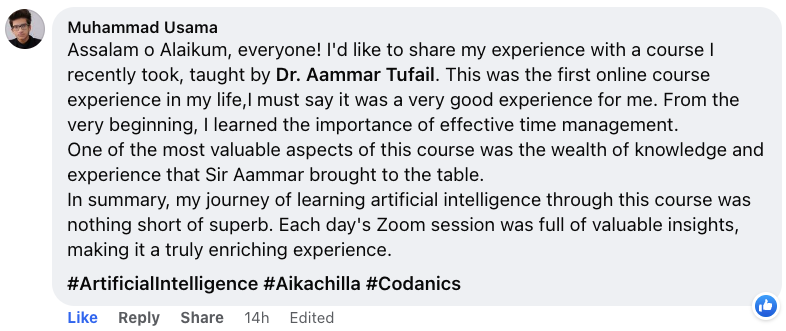 Muhammad Usama
Assalam o Alaikum, everyone! I'd like to share my experience with a course I
recently took, taught by Dr. Aammar Tufail. This was the first online course
experience in my life,I must say it was a very good experience for me. From the
very beginning, I learned the importance of effective time management.
One of the most valuable aspects of this course was the wealth of knowledge and
experience that Sir Aammar brought to the table.
In summary, my journey of learning artificial intelligence through this course was
nothing short of superb. Each day's Zoom session was full of valuable insights,
making it a truly enriching experience.
#ArtificialIntelligence #Aikachilla #Codanics
Like Reply Share 14h Edited